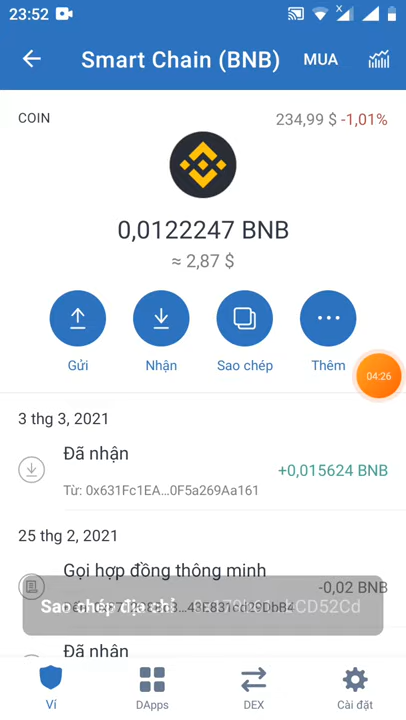 23:52
Smart Chain (BNB) MUA
COIN 234,99 $ -1,01%
0,0122247 BNB
≈ 2,87 $
Gửi Nhận Sao chép Thêm
04:26
3 thg 3, 2021
Đã nhận
+0,015624 BNB
Từ: 0x631Fc1EA...0F5a269Aa161
25 thg 2, 2021
Gọi hợp đồng thông minh
-0,02 BNB
Sao chép địa chỉ
Đã nhận
Ví DApps DEX Cài đặt